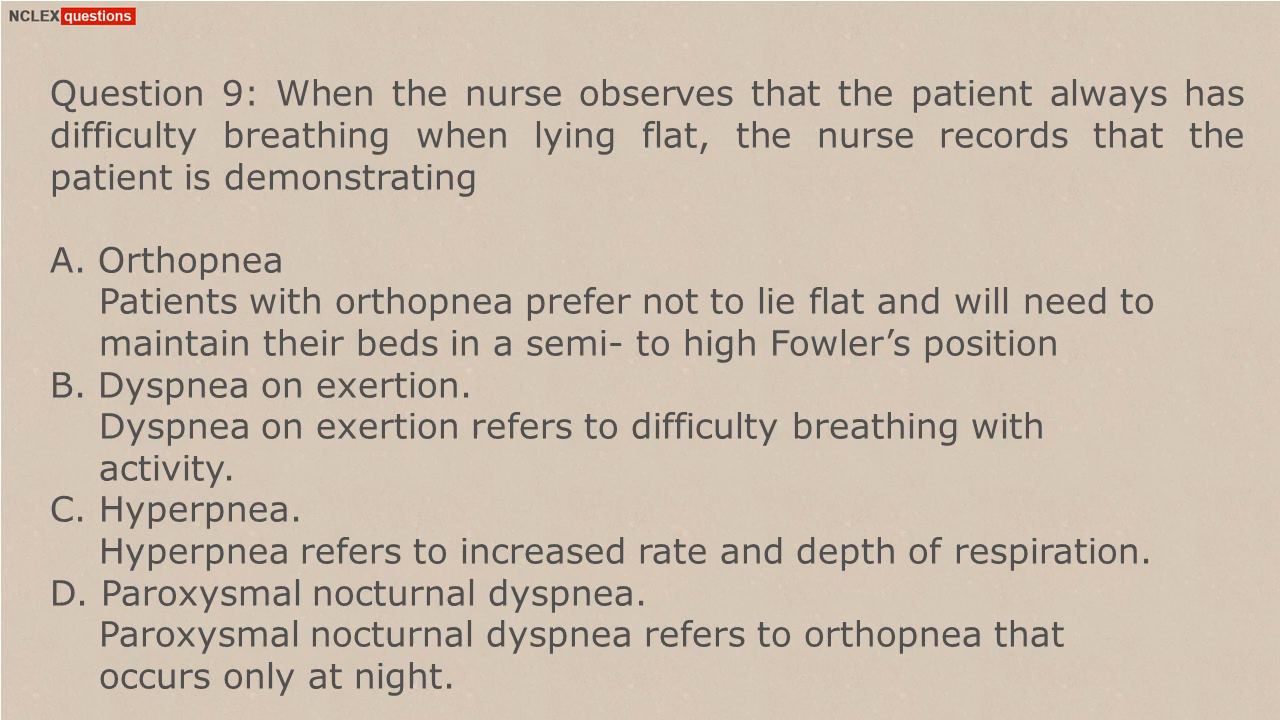 NCLEX questions
Question 9: When the nurse observes that the patient always has
difficulty breathing when lying flat, the nurse records that the
patient is demonstrating
A. Orthopnea
Patients with orthopnea prefer not to lie flat and will need to
maintain their beds in a semi- to high Fowler’s position
B. Dyspnea on exertion.
Dyspnea on exertion refers to difficulty breathing with
activity.
C. Hyperpnea.
Hyperpnea refers to increased rate and depth of respiration.
D. Paroxysmal nocturnal dyspnea.
Paroxysmal nocturnal dyspnea refers to orthopnea that
occurs only at night.